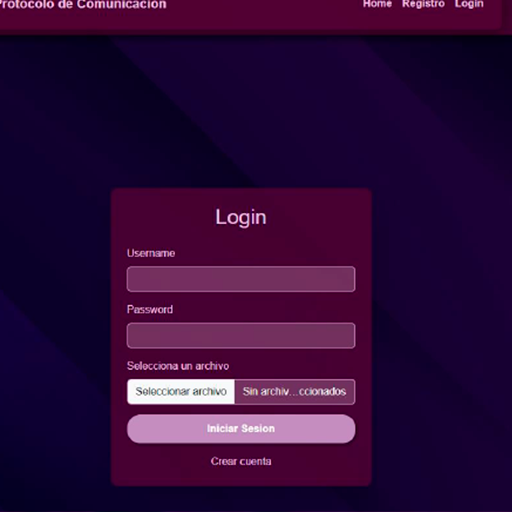 Protocolo de Comunicacion
Home Registro Login
Login
Username
Password
Selecciona un archivo
Seleccionar archivo Sin archiv...ccionados
Iniciar Sesion
Crear cuenta